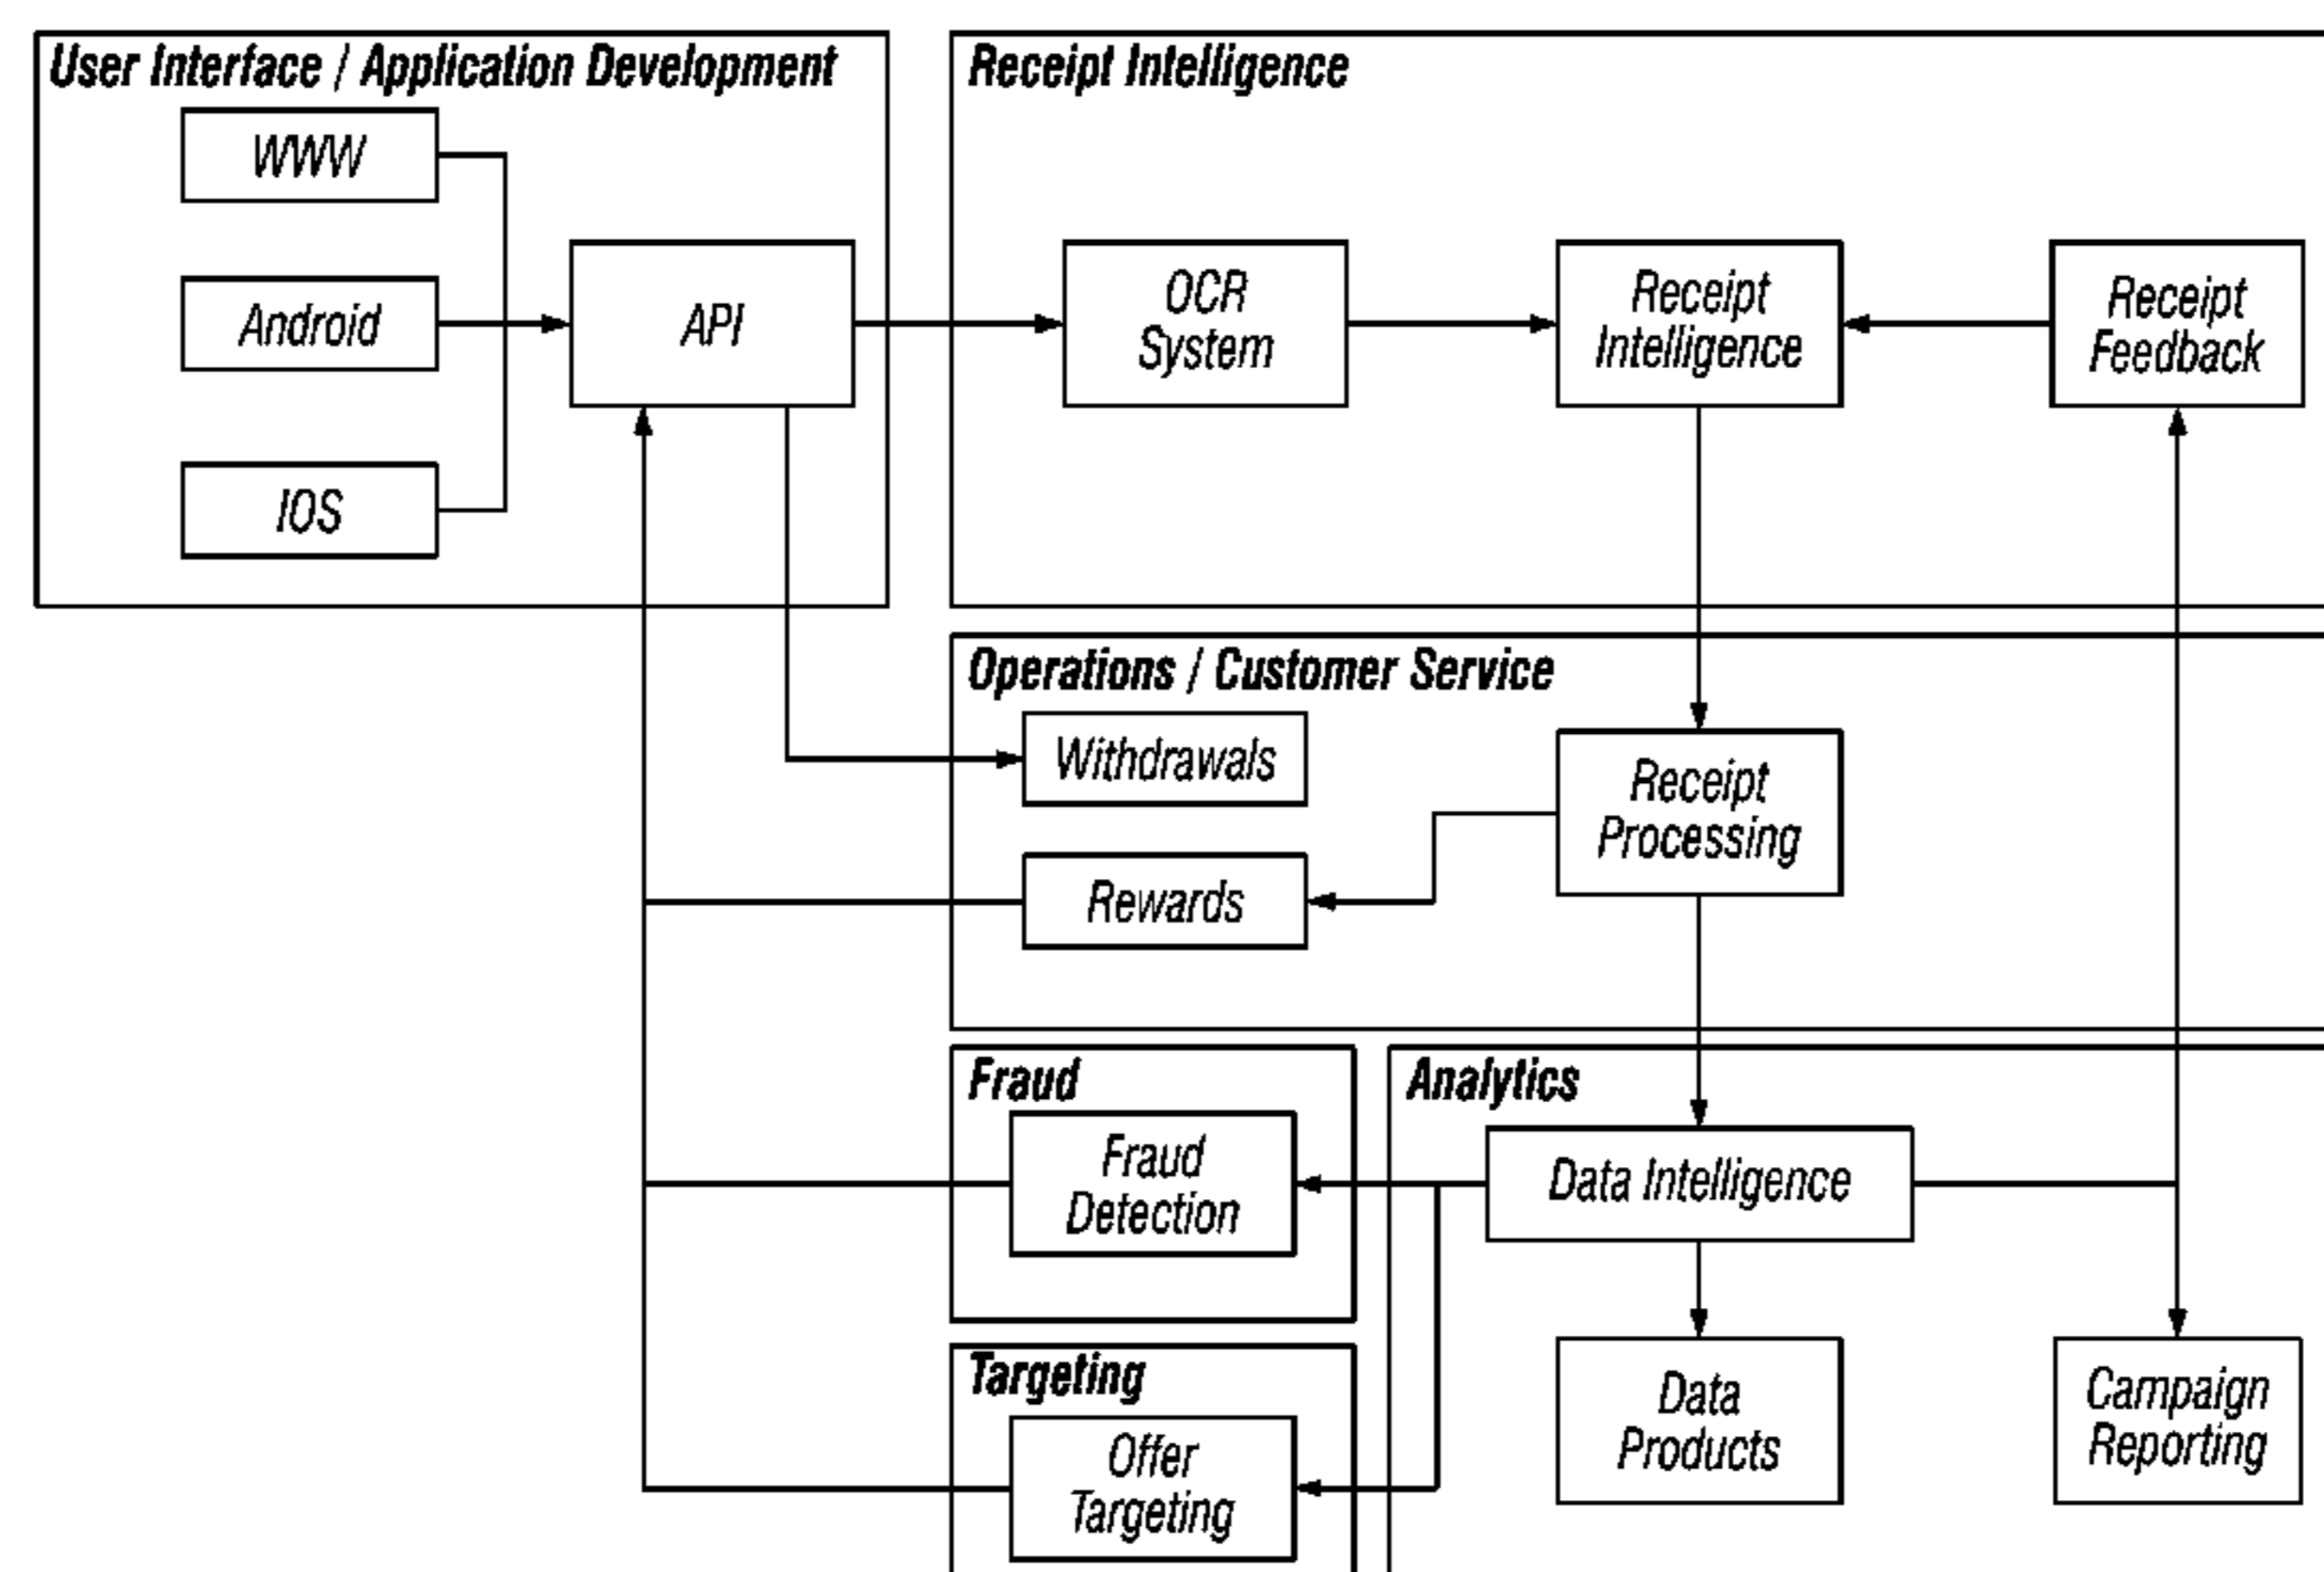 User Interface / Application Development
WWW
Android
IOS
API
Receipt Intelligence
OCR
System
Receipt
Intelligence
Receipt
Feedback
Operations / Customer Service
Withdrawals
Rewards
Receipt
Processing
Fraud
Fraud
Detection
Analytics
Data Intelligence
Data
Products
Campaign
Reporting
Targeting
Offer
Targeting